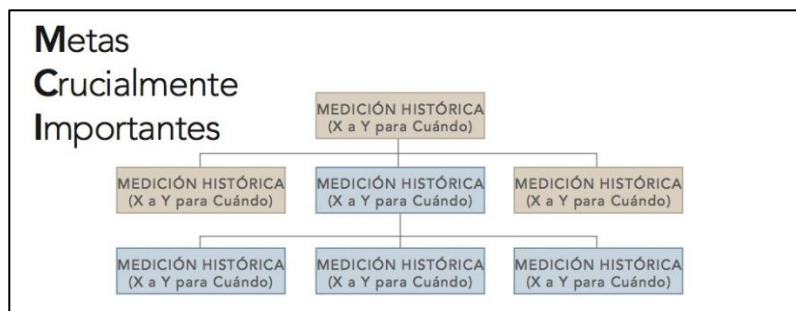 Metas
Crucialmente
Importantes
MEDICIÓN HISTÓRICA
(X a Y para Cuándo)
MEDICIÓN HISTÓRICA
(X a Y para Cuándo)
MEDICIÓN HISTÓRICA
(X a Y para Cuándo)
MEDICIÓN HISTÓRICA
(X a Y para Cuándo)
MEDICIÓN HISTÓRICA
(X a Y para Cuándo)
MEDICIÓN HISTÓRICA
(X a Y para Cuándo)
MEDICIÓN HISTÓRICA
(X a Y para Cuándo)